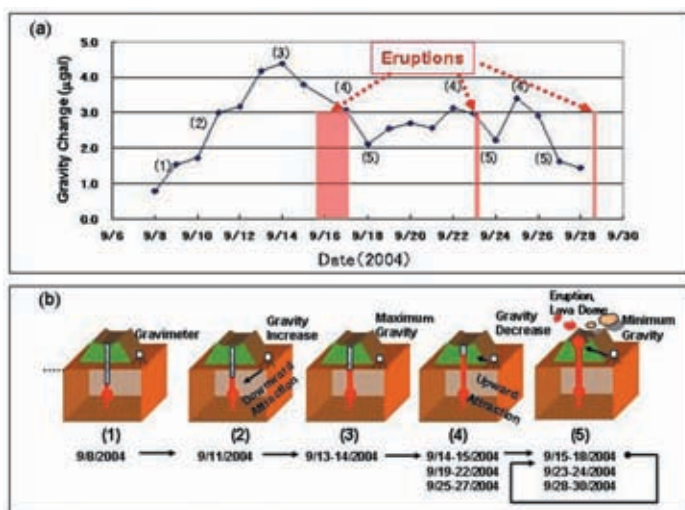 (a)
Gravity Change (μgal)
5.0
4.0
3.0
2.0
1.0
0.0
(1)
(2)
(3)
(4)
(5)
(4)
(5)
(4)
(5)
Eruptions
9/6 9/8 9/10 9/12 9/14 9/16 9/18 9/20 9/22 9/24 9/26 9/28 9/30
Date(2004)
(b)
Gravimeter
Gravity
Increase
Downward
Attraction
Maximum
Gravity
Upward
Attraction
Gravity
Decrease
Eruption,
Lava Dome
Minimum
Gravity
(1) (2) (3) (4) (5)
9/8/2004 9/11/2004 9/13-14/2004 9/14-15/2004 9/15-18/2004
9/19-22/2004 9/23-24/2004
9/25-27/2004 9/28-30/2004